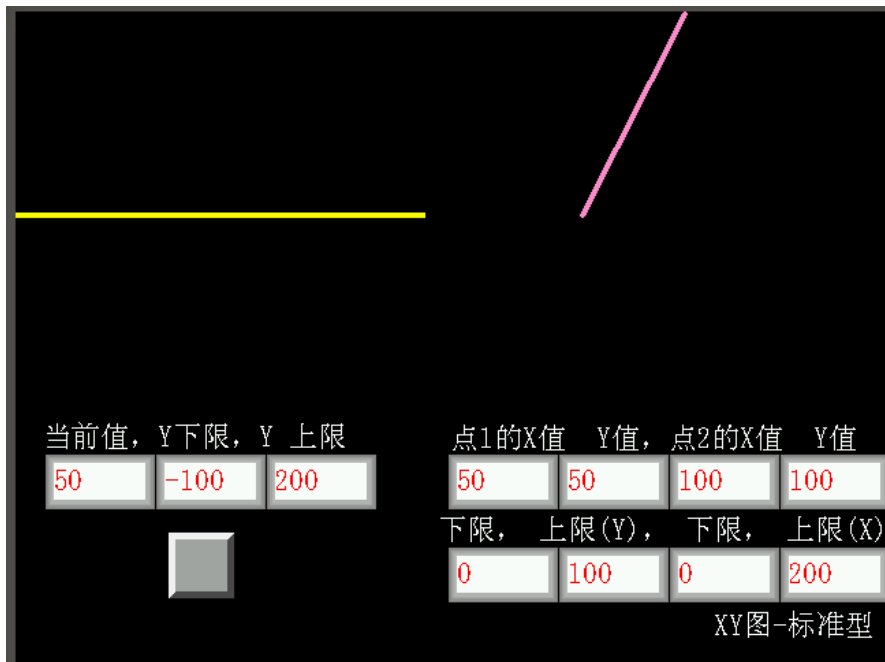 当前值，Y下限，Y 上限
50 -100 200
点1的X值 Y值，点2的X值 Y值
50 50 100 100
下限， 上限(Y)， 下限， 上限(X)
0 100 0 200
XY图-标准型